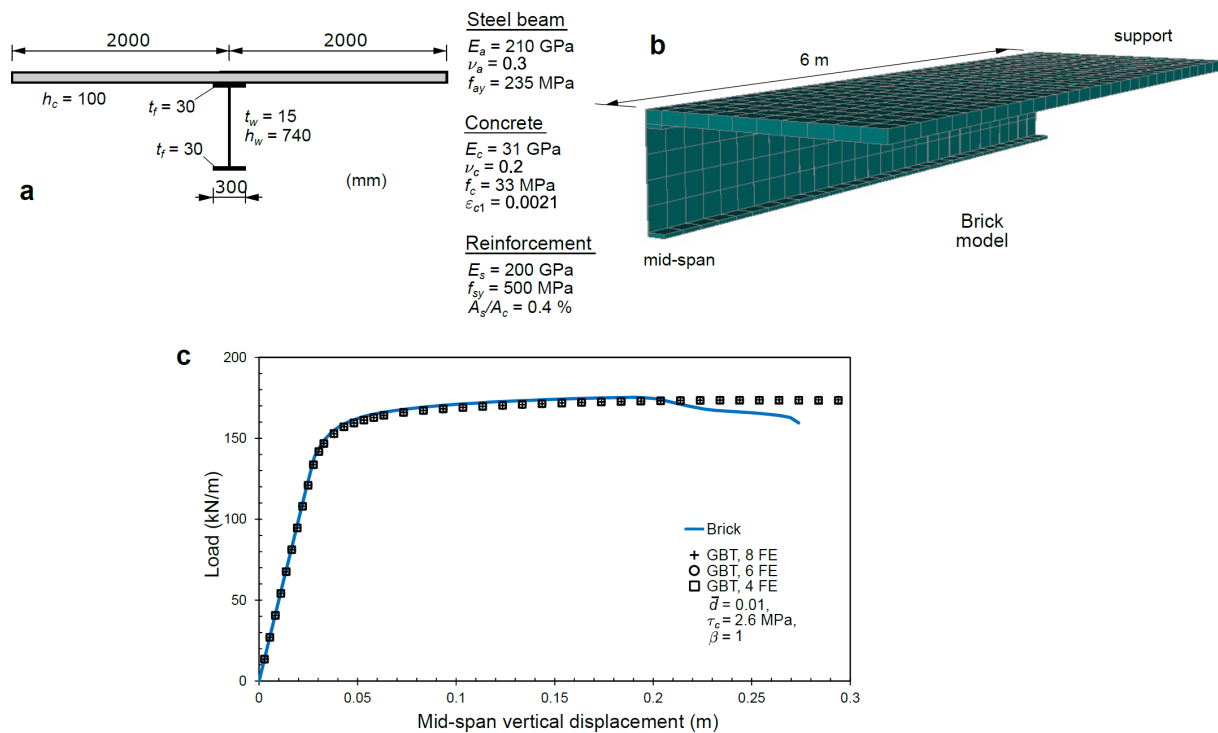 a
2000
2000
h_c = 100
t_f = 30
t_w = 15
h_w = 740
t_f = 30
300
(mm)
Steel beam
E_a = 210 GPa
ν_a = 0.3
f_ay = 235 MPa
Concrete
E_c = 31 GPa
ν_c = 0.2
f_c = 33 MPa
ε_c1 = 0.0021
Reinforcement
E_s = 200 GPa
f_sy = 500 MPa
A_s/A_c = 0.4 %
b
support
6 m
Brick
model
mid-span
c
Load (kN/m)
200
150
100
50
0
0
0.05
0.1
0.15
0.2
0.25
0.3
Mid-span vertical displacement (m)
Brick
GBT, 8 FE
GBT, 6 FE
GBT, 4 FE
d̅ = 0.01,
τ_c = 2.6 MPa,
β = 1